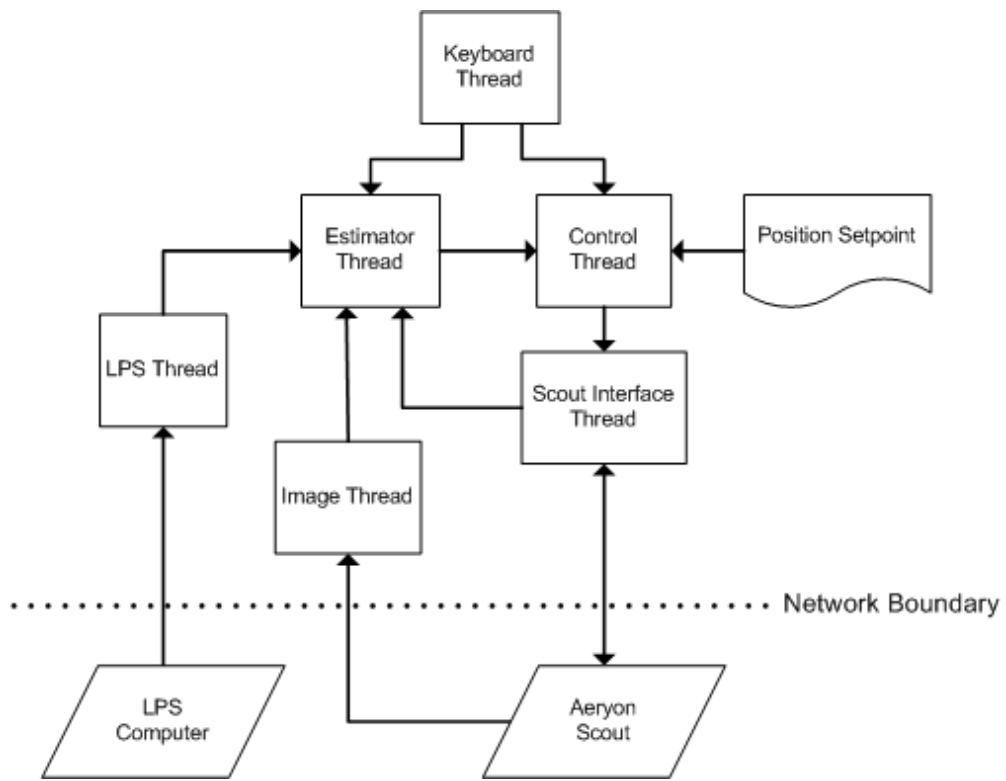 Keyboard
Thread
Estimator
Thread
Control
Thread
Position Setpoint
LPS Thread
Scout Interface
Thread
Image Thread
Network Boundary
LPS
Computer
Aeryon
Scout